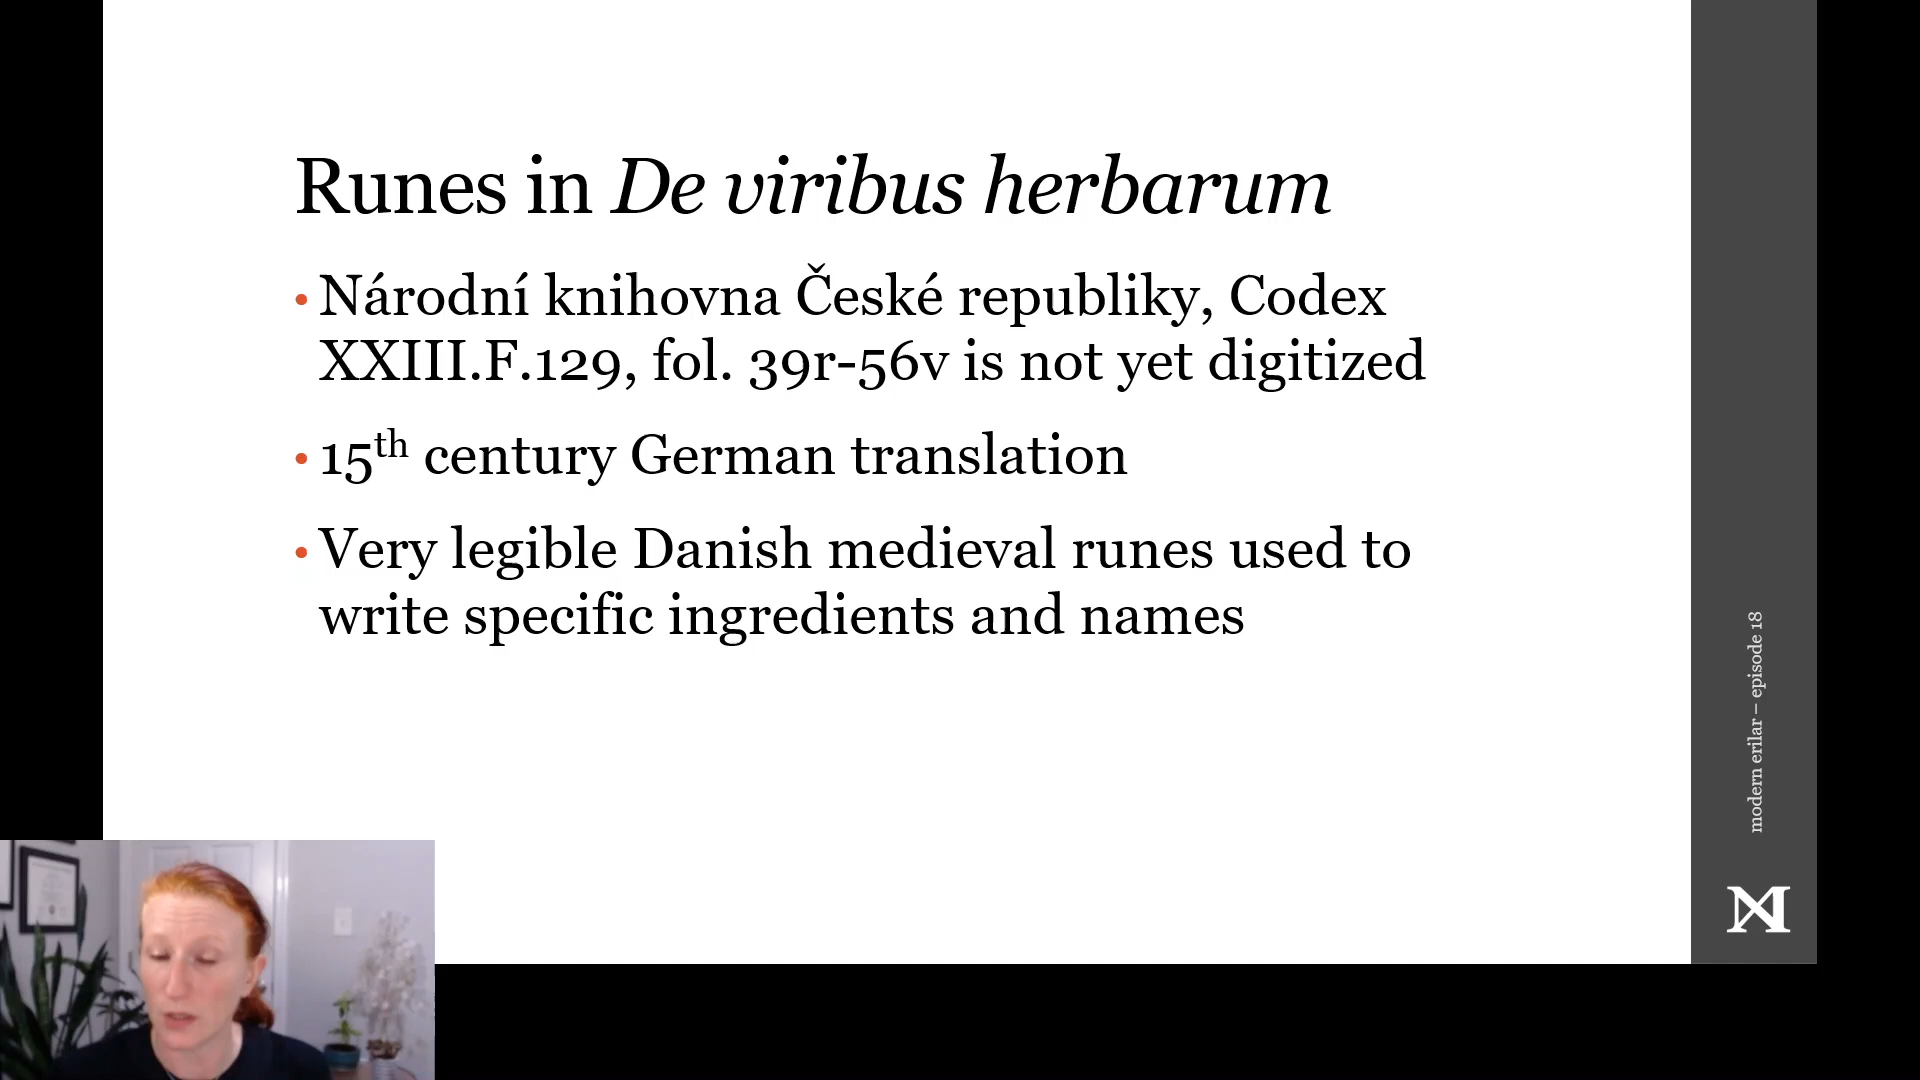 Runes in De viribus herbarum
• Národní knihovna České republiky, Codex
XXIII.F.129, fol. 39r-56v is not yet digitized
• 15th century German translation
• Very legible Danish medieval runes used to
write specific ingredients and names
modern erilar – episode 18